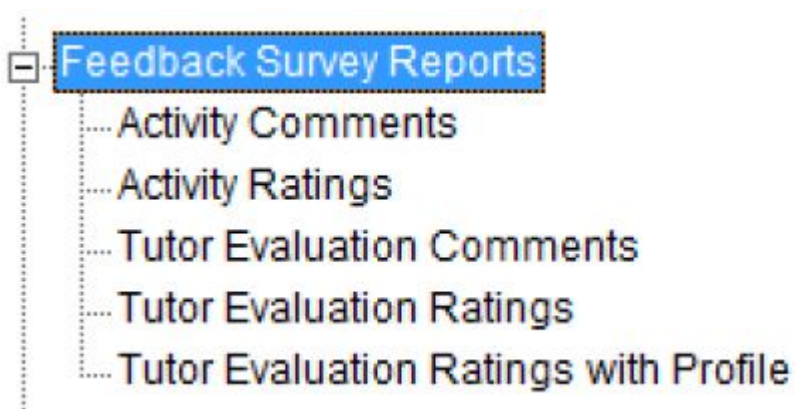 Feedback Survey Reports
Activity Comments
Activity Ratings
Tutor Evaluation Comments
Tutor Evaluation Ratings
Tutor Evaluation Ratings with Profile